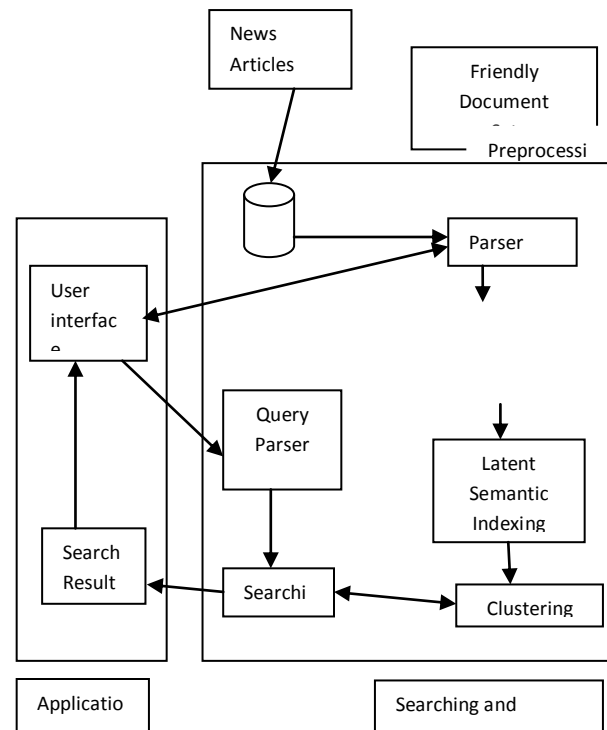 News
Articles
Friendly
Document
Preprocessi
Parser
User
interfac
e
Query
Parser
Latent
Semantic
Indexing
Search
Result
Searchi
Clustering
Applicatio
Searching and